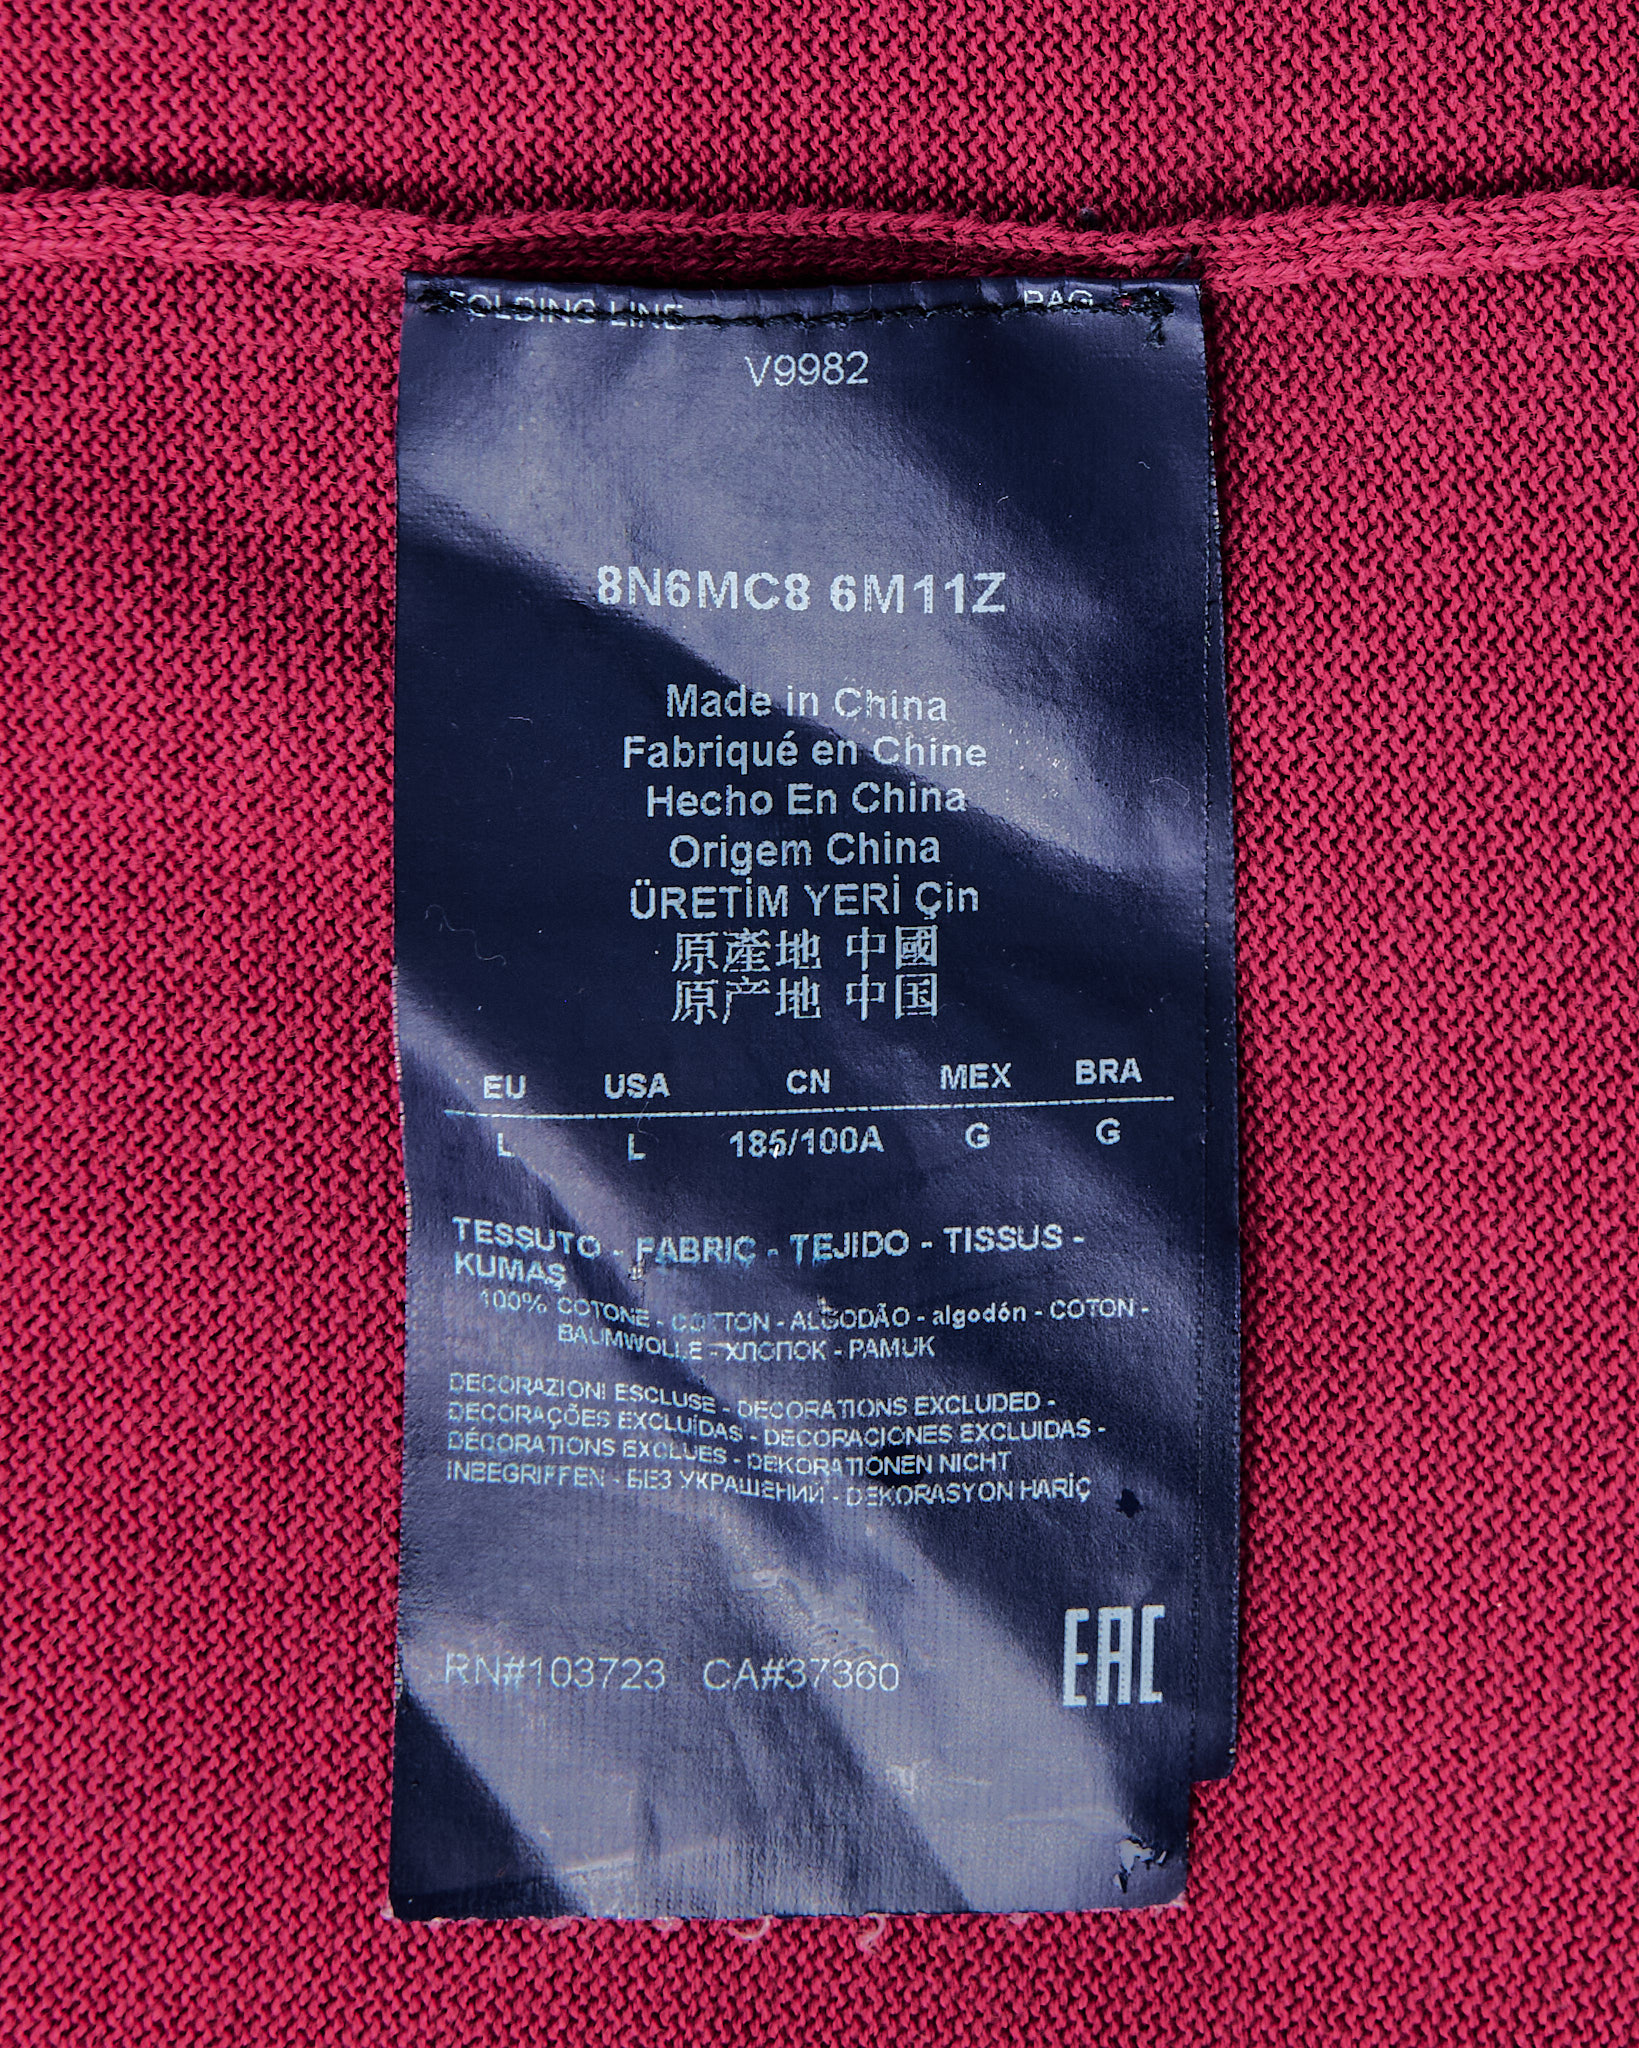 FOLDING LINE PAG
V9982
8N6MC8 6M11Z
Made in China
Fabriqué en Chine
Hecho En China
Origem China
ÜRETİM YERİ Çin
原產地 中國
原产地 中国
EU USA CN MEX BRA
L L 185/100A G G
TESSUTO - FABRIC - TEJIDO - TISSUS -
KUMAŞ
100% COTONE - COTTON - ALGODÃO - algodón - COTON -
BAUMWOLLE - ХЛОПОК - PAMUK
DECORAZIONI ESCLUSE - DECORATIONS EXCLUDED -
DECORAÇÕES EXCLUÍDAS - DECORACIONES EXCLUIDAS -
DÉCORATIONS EXCLUES - DEKORATIONEN NICHT
INBEGRIFFEN - БЕЗ УКРАШЕНИЙ - DEKORASYON HARİÇ
EAC
RN#103723 CA#37360